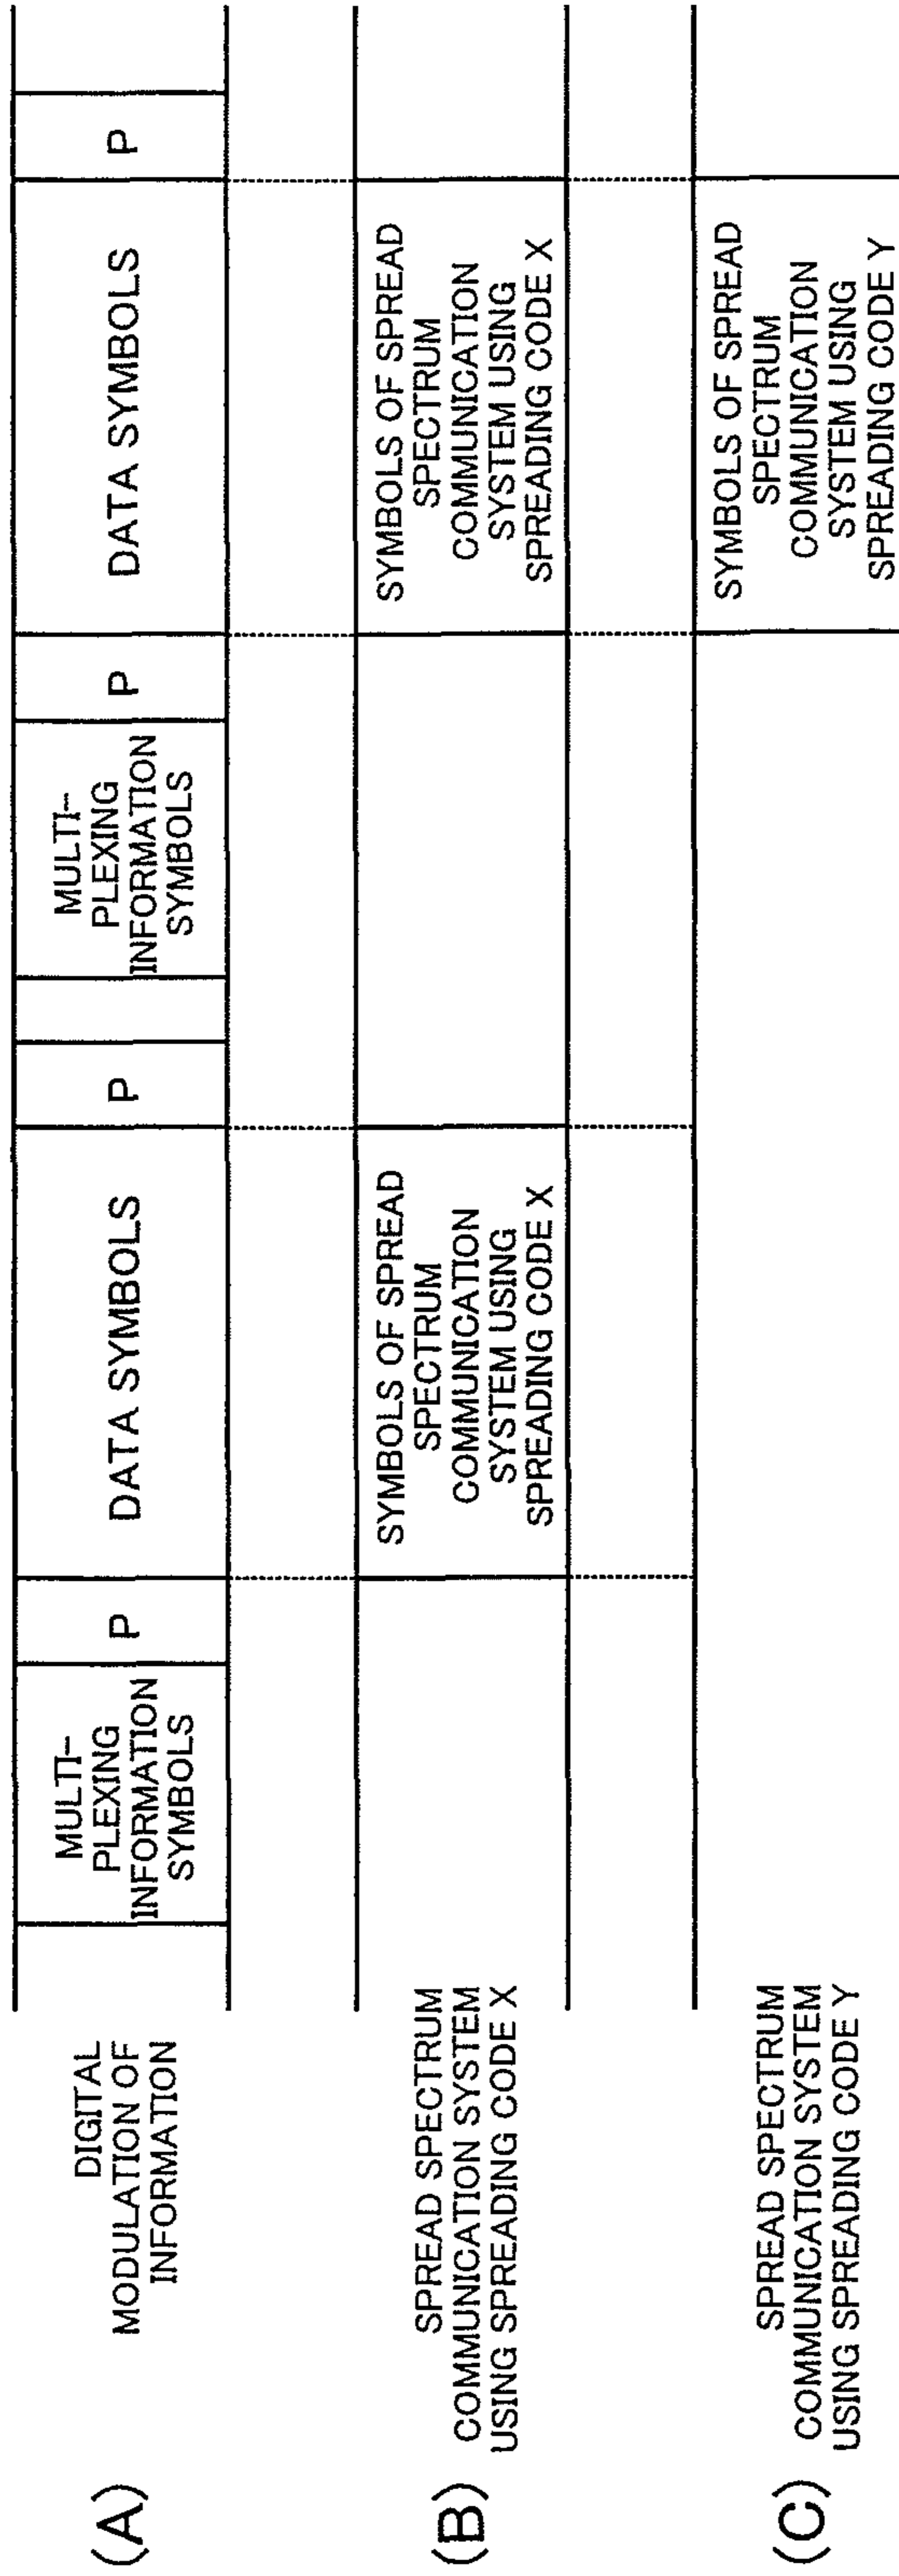 (A)
DIGITAL
MODULATION OF
INFORMATION
MULTI-
PLEXING
INFORMATION
SYMBOLS
P
DATA SYMBOLS
P
MULTI-
PLEXING
INFORMATION
SYMBOLS
P
DATA SYMBOLS
P
(B)
SPREAD SPECTRUM
COMMUNICATION SYSTEM
USING SPREADING CODE X
SYMBOLS OF SPREAD
SPECTRUM
COMMUNICATION
SYSTEM USING
SPREADING CODE X
SYMBOLS OF SPREAD
SPECTRUM
COMMUNICATION
SYSTEM USING
SPREADING CODE X
(C)
SPREAD SPECTRUM
COMMUNICATION SYSTEM
USING SPREADING CODE Y
SYMBOLS OF SPREAD
SPECTRUM
COMMUNICATION
SYSTEM USING
SPREADING CODE Y